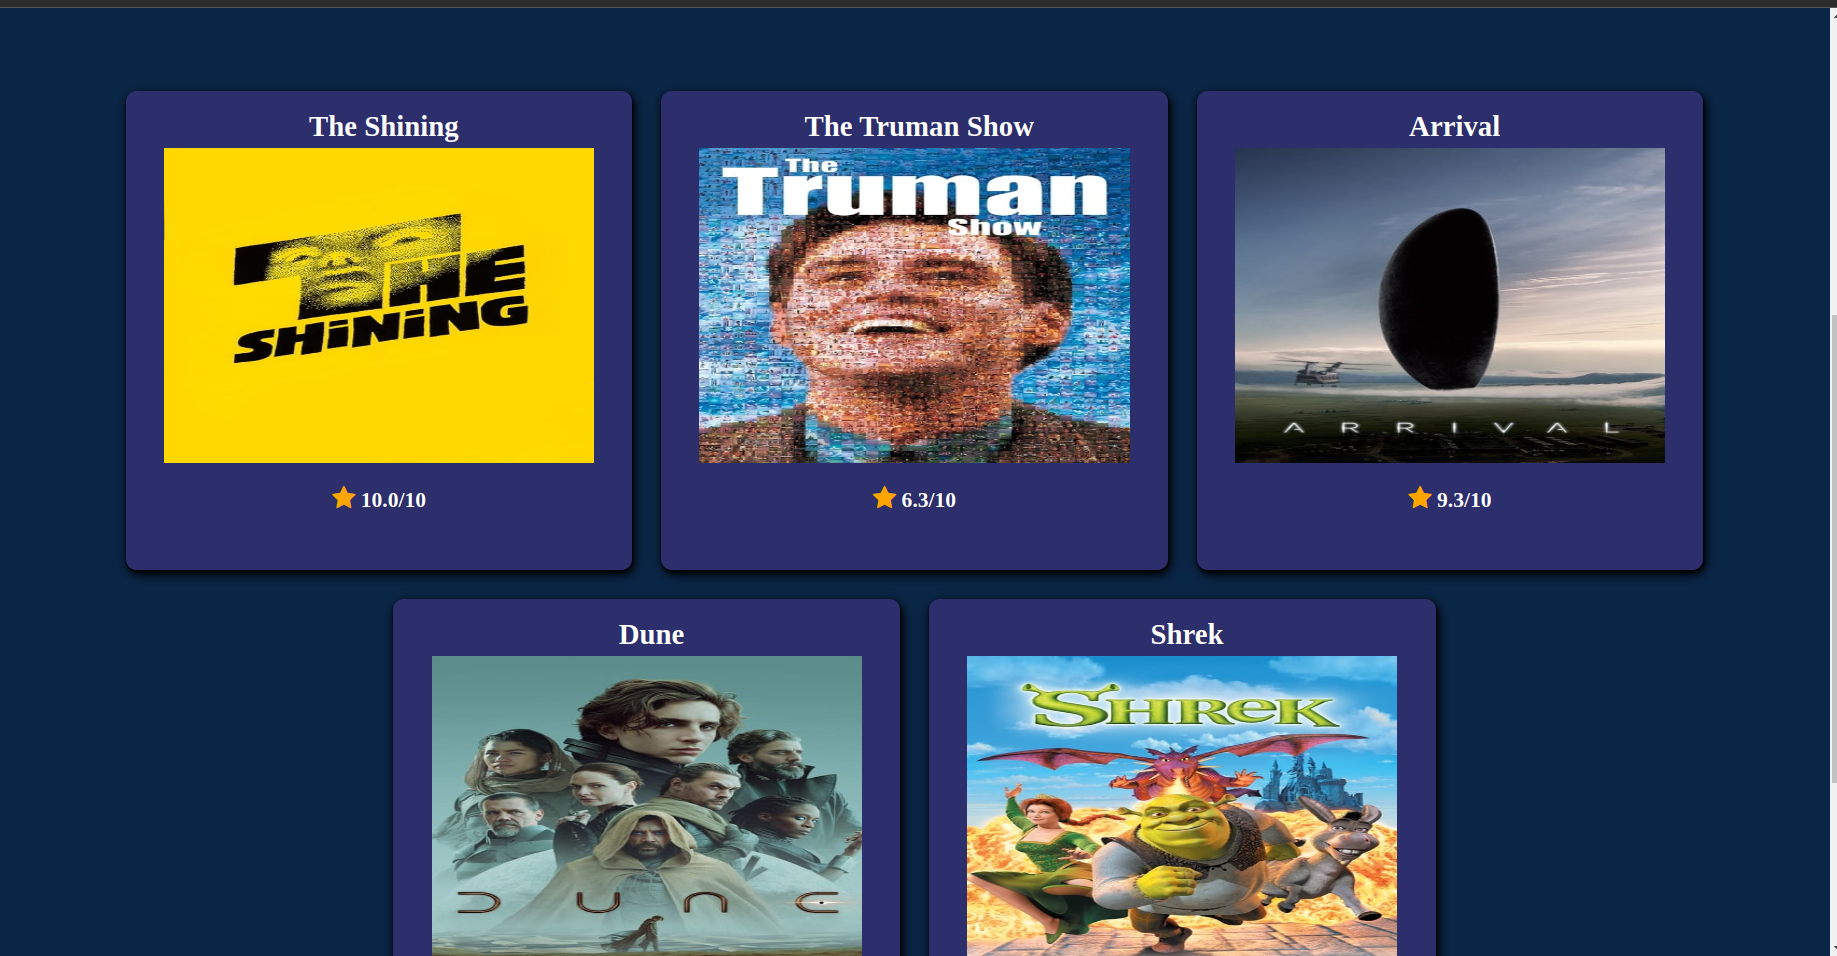 The Shining
The Truman Show
Arrival
THE
SHiNiNG
The
Truman
Show
ARRIVAL
10.0/10
6.3/10
9.3/10
Dune
Shrek
DUNE
SHREK